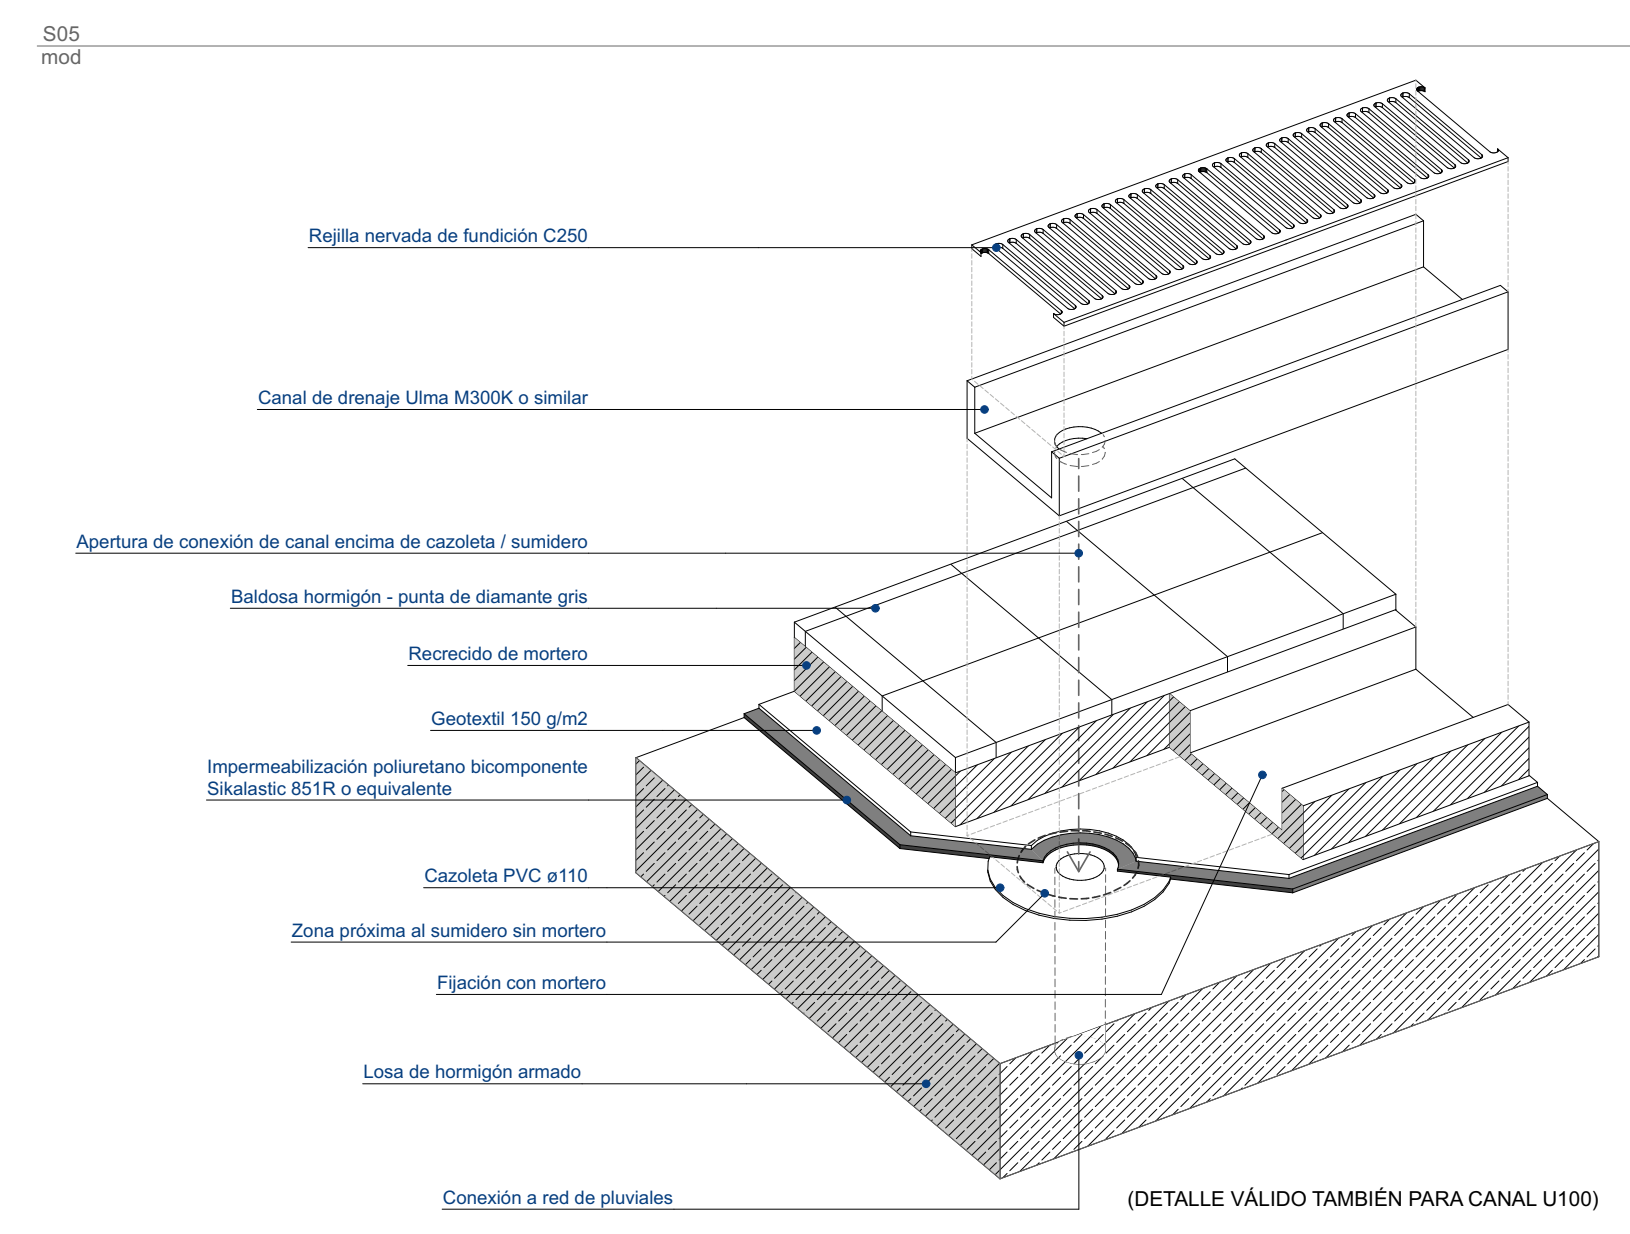 S05
mod
Rejilla nervada de fundición C250
Canal de drenaje Ulma M300K o similar
Apertura de conexión de canal encima de cazoleta / sumidero
Baldosa hormigón - punta de diamante gris
Recrecido de mortero
Geotextil 150 g/m2
Impermeabilización poliuretano bicomponente
Sikalastic 851R o equivalente
Cazoleta PVC ø110
Zona próxima al sumidero sin mortero
Fijación con mortero
Losa de hormigón armado
Conexión a red de pluviales
(DETALLE VÁLIDO TAMBIÉN PARA CANAL U100)